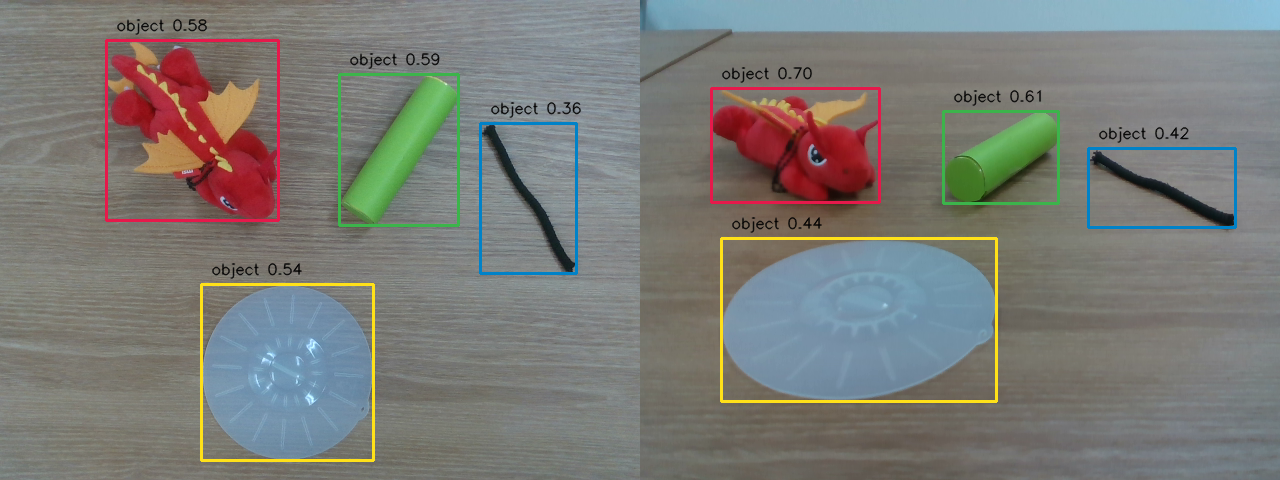 object 0.58
object 0.59
object 0.36
object 0.54
object 0.70
object 0.61
object 0.42
object 0.44